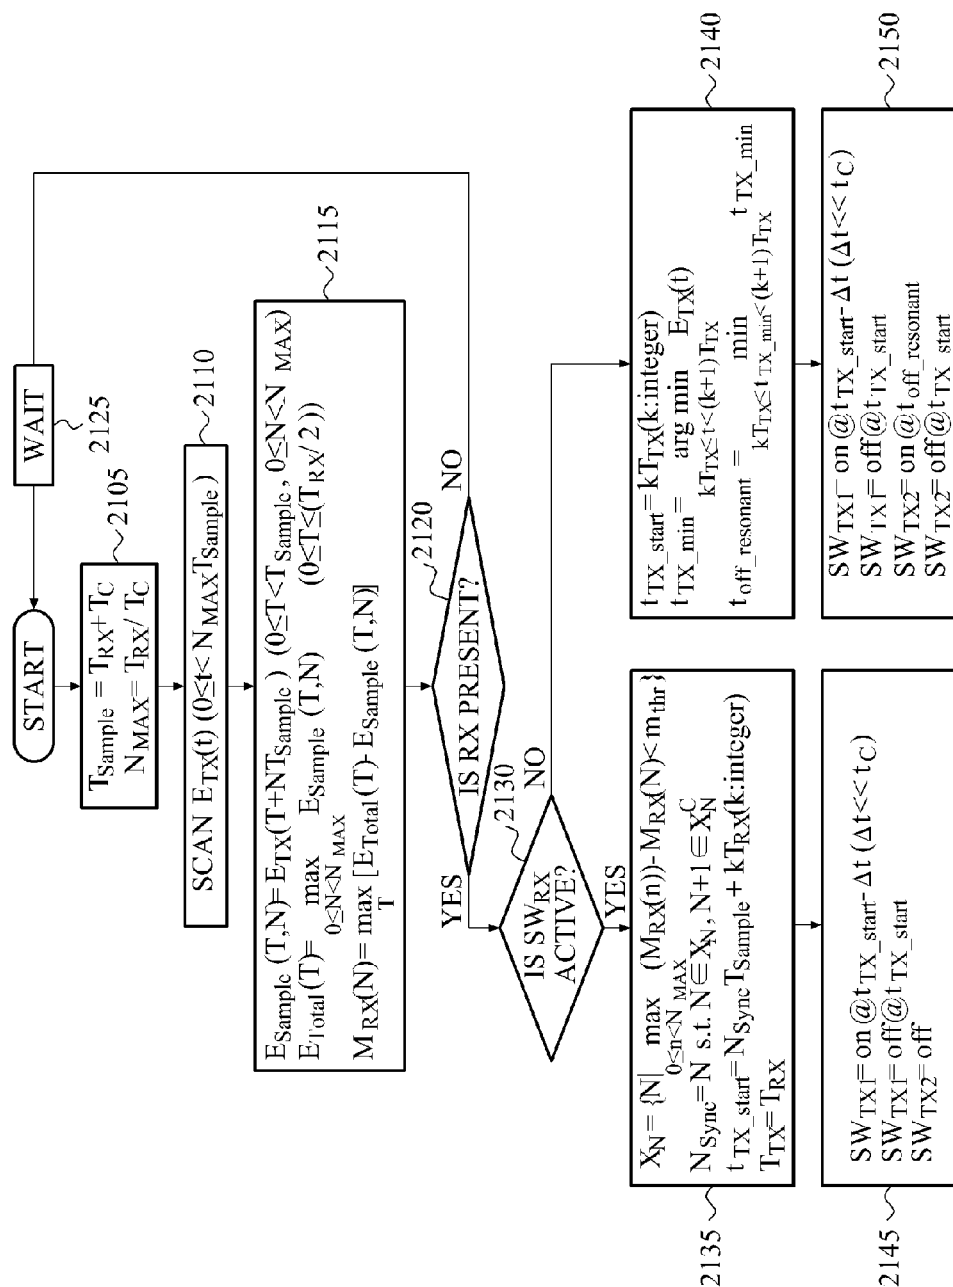 START
WAIT
2125
T_Sample = T_RX + T_C
N_MAX = T_RX / T_C
2105
SCAN E_TX(t) (0≤t< N_MAX T_Sample)
2110
E_Sample (T,N)= E_TX(T+NT_Sample) (0≤T<T_Sample, 0≤N<N_MAX)
E_Total(T)= max E_Sample (T,N) (0≤T≤(T_RX/2))
0≤N<N_MAX
M_RX(N)= max [E_Total(T)- E_Sample (T,N)]
T
2115
IS RX PRESENT?
2120
YES
NO
IS SW_RX
ACTIVE?
2130
YES
NO
X_N = {N| max (M_RX(n))-M_RX(N)< m_thr}
0≤n<N_MAX
N_Sync= N s.t. N∈X_N, N+1∈X_N^C
t_TX_start= N_Sync T_Sample + kT_RX(k:integer)
T_TX= T_RX
2135
t_TX_start= kT_TX(k:integer)
t_TX_min= arg min E_TX(t)
kT_TX≤t<(k+1)T_TX
t_off_resonant = min t_TX_min
kT_TX≤t_TX_min<(k+1)T_TX
2140
SW_TX1= on@t_TX_start-Δt (Δt<<t_C)
SW_TX1= off@t_TX_start
SW_TX2= off
2145
SW_TX1= on@t_TX_start-Δt (Δt<<t_C)
SW_TX1= off@t_TX_start
SW_TX2= on@t_off_resonant
SW_TX2= off@t_TX_start
2150